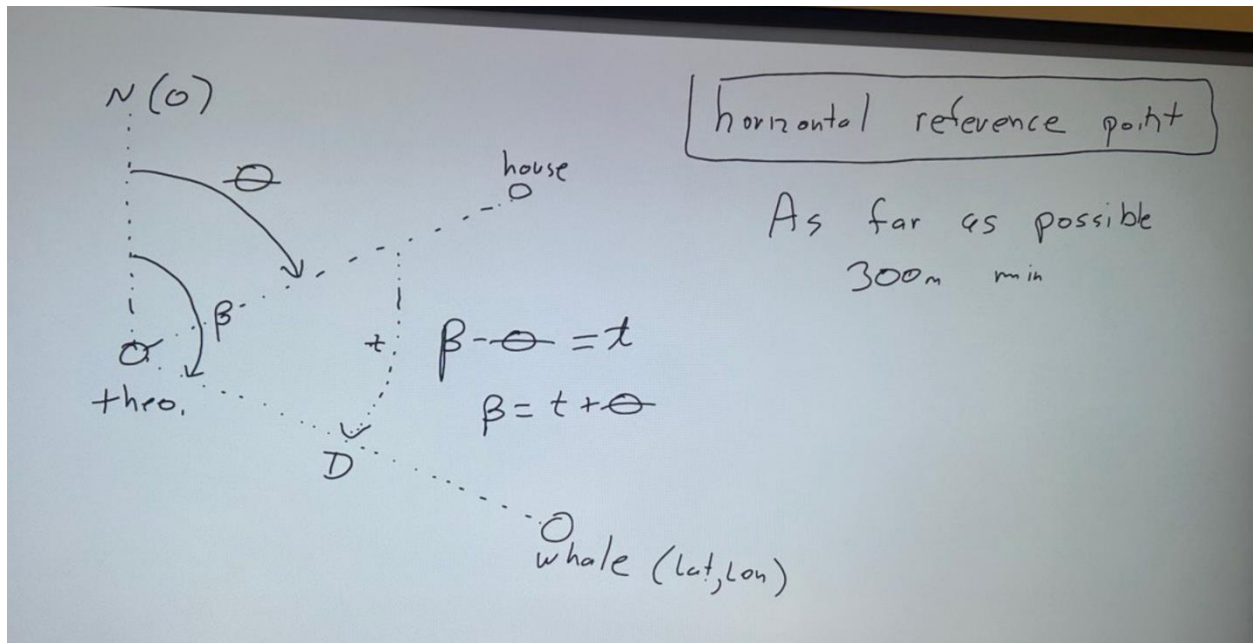 N (0)
θ
house
β
t
theo.
D
β - θ = t
β = t + θ
whale (lat, lon)
horizontal reference point
As far as possible
300m min